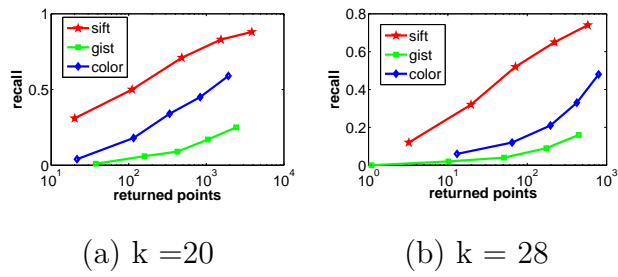 1
0.5
0
recall
sift
gist
color
10^1
10^2
10^3
10^4
returned points
(a) k =20
0.8
0.6
0.4
0.2
0
recall
sift
gist
color
10^0
10^1
10^2
10^3
returned points
(b) k = 28